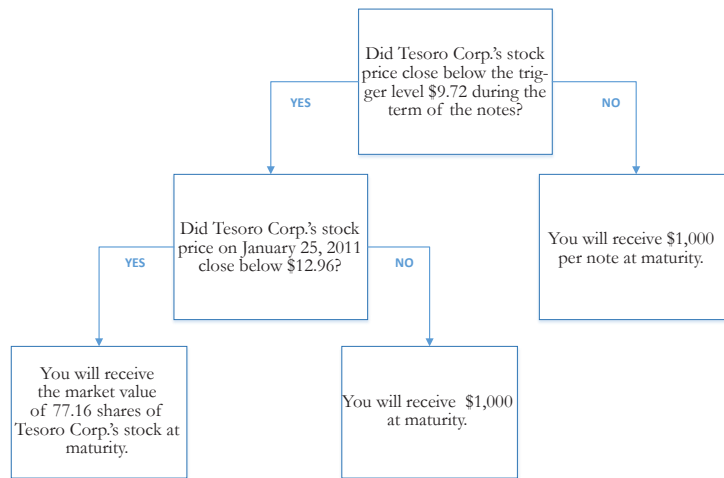 Did Tesoro Corp.'s stock
price close below the trig-
ger level $9.72 during the
term of the notes?
YES
NO
Did Tesoro Corp.'s stock
price on January 25, 2011
close below $12.96?
You will receive $1,000
per note at maturity.
YES
NO
You will receive
the market value
of 77.16 shares of
Tesoro Corp.'s stock at
maturity.
You will receive $1,000
at maturity.